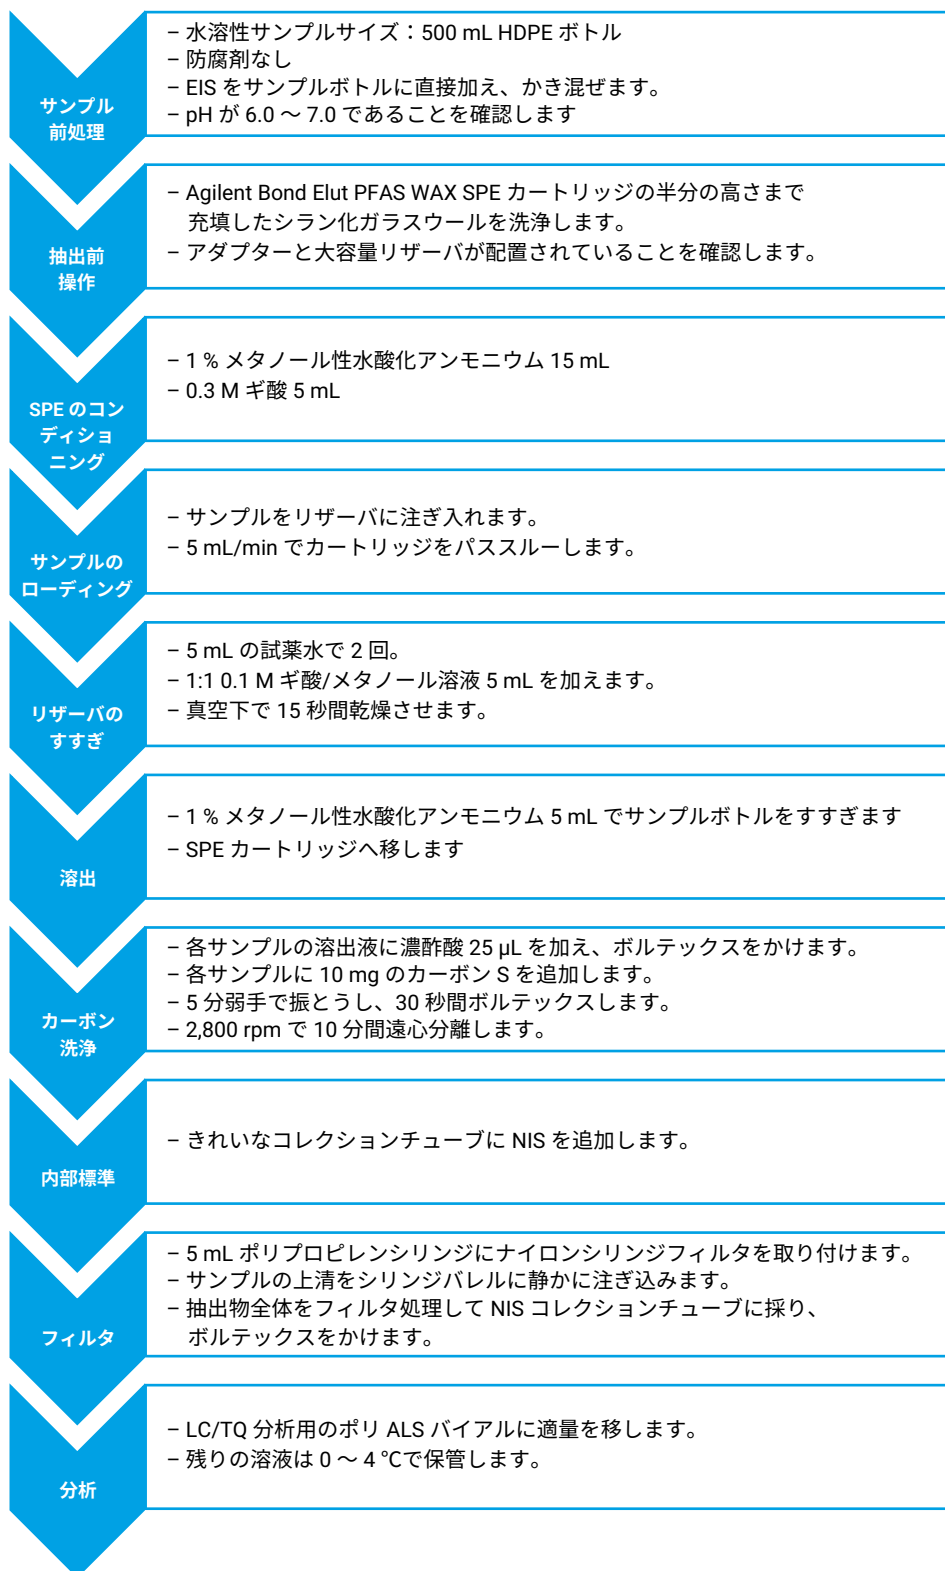 サンプル
前処理
– 水溶性サンプルサイズ：500 mL HDPE ボトル
– 防腐剤なし
– EIS をサンプルボトルに直接加え、かき混ぜます。
– pH が 6.0 ～ 7.0 であることを確認します
抽出前
操作
– Agilent Bond Elut PFAS WAX SPE カートリッジの半分の高さまで
充填したシラン化ガラスウールを洗浄します。
– アダプターと大容量リザーバが配置されていることを確認します。
SPE のコン
ディショ
ニング
– 1 % メタノール性水酸化アンモニウム 15 mL
– 0.3 M ギ酸 5 mL
サンプルの
ローディング
– サンプルをリザーバに注ぎ入れます。
– 5 mL/min でカートリッジをパススルーします。
リザーバの
すすぎ
– 5 mL の試薬水で 2 回。
– 1:1 0.1 M ギ酸/メタノール溶液 5 mL を加えます。
– 真空下で 15 秒間乾燥させます。
溶出
– 1 % メタノール性水酸化アンモニウム 5 mL でサンプルボトルをすすぎます
– SPE カートリッジへ移します
カーボン
洗浄
– 各サンプルの溶出液に濃酢酸 25 μL を加え、ボルテックスをかけます。
– 各サンプルに 10 mg のカーボン S を追加します。
– 5 分弱手で振とうし、30 秒間ボルテックスします。
– 2,800 rpm で 10 分間遠心分離します。
内部標準
– きれいなコレクションチューブに NIS を追加します。
フィルタ
– 5 mL ポリプロピレンシリンジにナイロンシリンジフィルタを取り付けます。
– サンプルの上清をシリンジバレルに静かに注ぎ込みます。
– 抽出物全体をフィルタ処理して NIS コレクションチューブに採り、
ボルテックスをかけます。
分析
– LC/TQ 分析用のポリ ALS バイアルに適量を移します。
– 残りの溶液は 0 ～ 4 °Cで保管します。